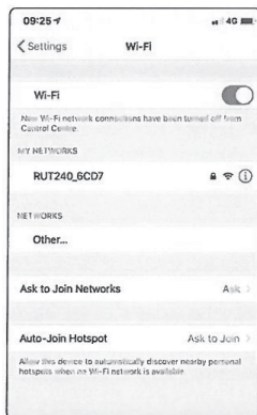 09:25
4G
Settings
Wi-Fi
Wi-Fi
New Wi-Fi network connections have been turned off from
Control Centre.
MY NETWORKS
RUT240_6CD7
NETWORKS
Other...
Ask to Join Networks Ask
Auto-Join Hotspot Ask to Join
Allow this device to automatically discover nearby personal
hotspots when no Wi-Fi network is available.